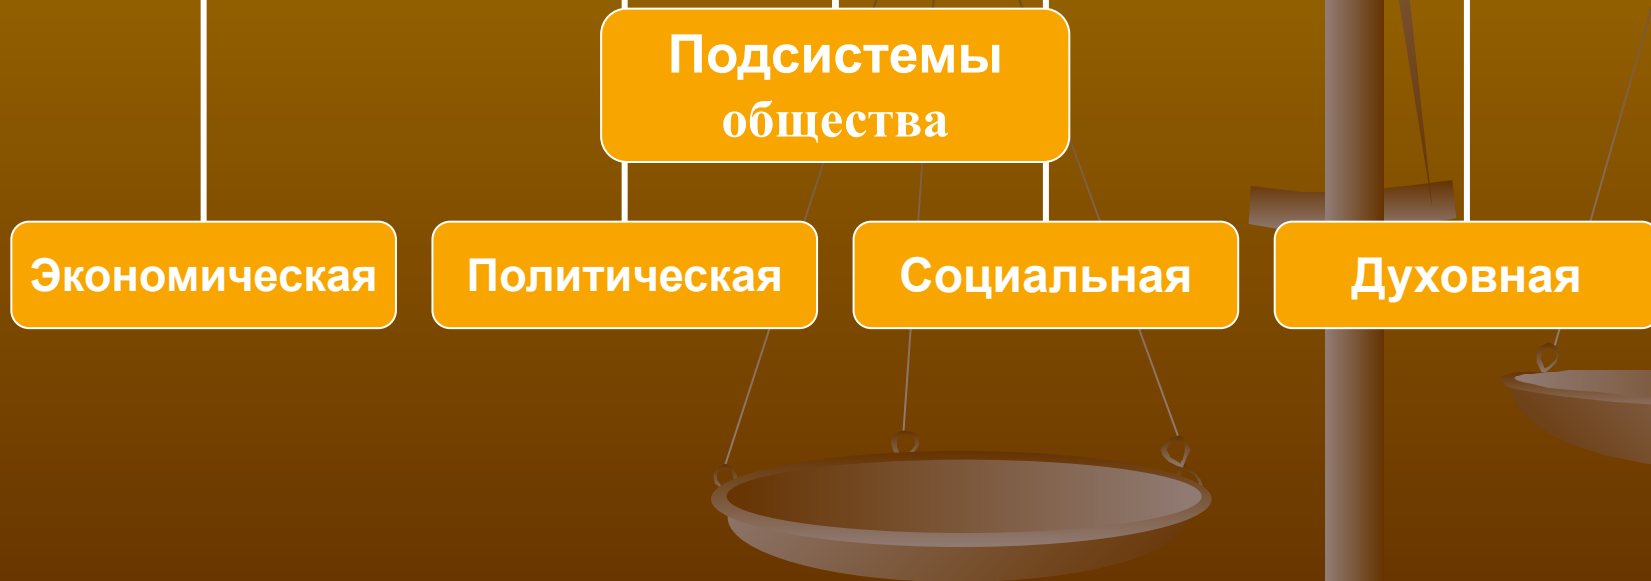 Подсистемы
общества
Экономическая
Политическая
Социальная
Духовная